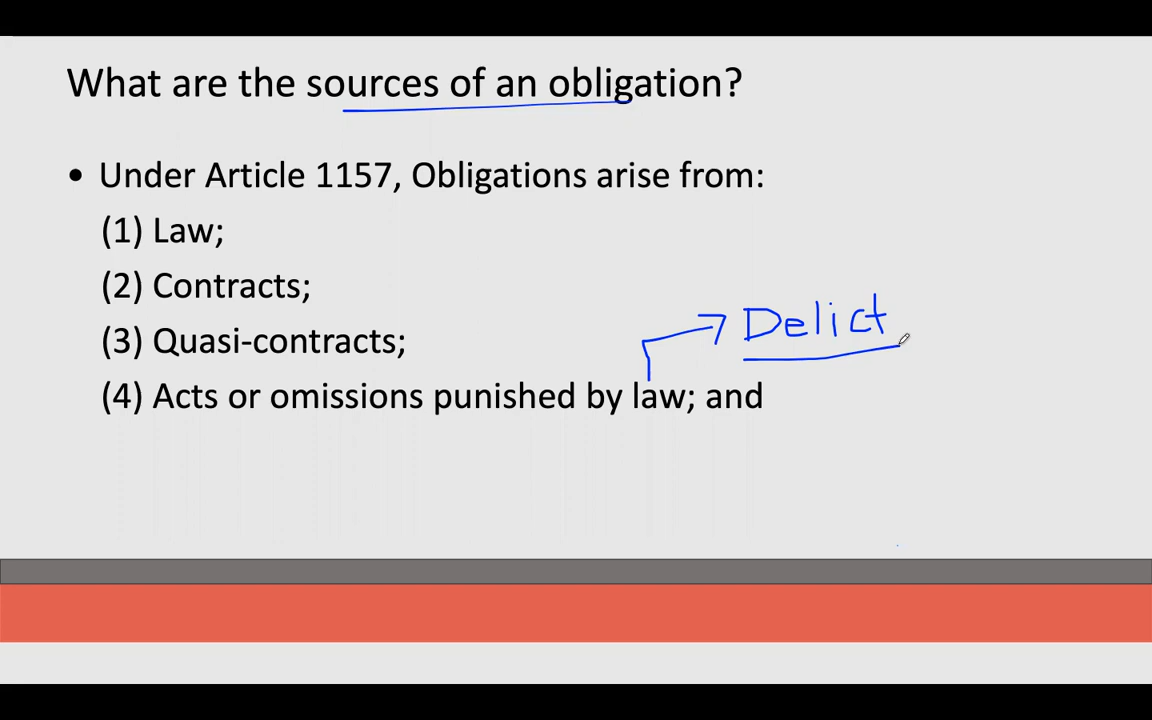 What are the sources of an obligation?
• Under Article 1157, Obligations arise from:
(1) Law;
(2) Contracts;
(3) Quasi-contracts;
Delict
(4) Acts or omissions punished by law; and